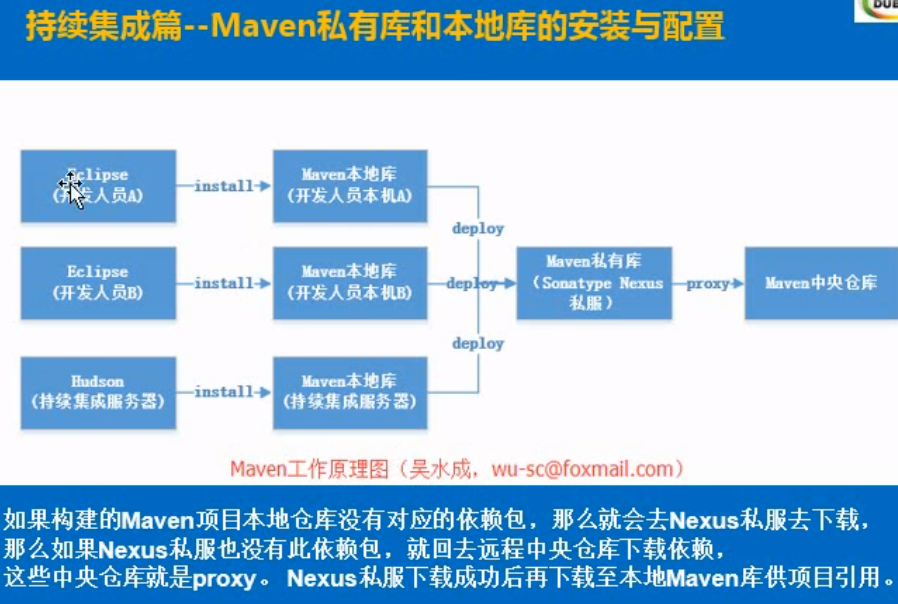 持续集成篇--Maven私有库和本地库的安装与配置
DUB
Eclipse
(开发人员A)
install
Maven本地库
(开发人员本机A)
deploy
Eclipse
(开发人员B)
install
Maven本地库
(开发人员本机B)
deploy
Maven私有库
(Sonatype Nexus
私服)
proxy
Maven中央仓库
deploy
Hudson
(持续集成服务器)
install
Maven本地库
(持续集成服务器)
Maven工作原理图（吴水成，wu-sc@foxmail.com）
如果构建的Maven项目本地仓库没有对应的依赖包，那么就会去Nexus私服去下载，
那么如果Nexus私服也没有此依赖包，就回去远程中央仓库下载依赖，
这些中央仓库就是proxy。 Nexus私服下载成功后再下载至本地Maven库供项目引用。